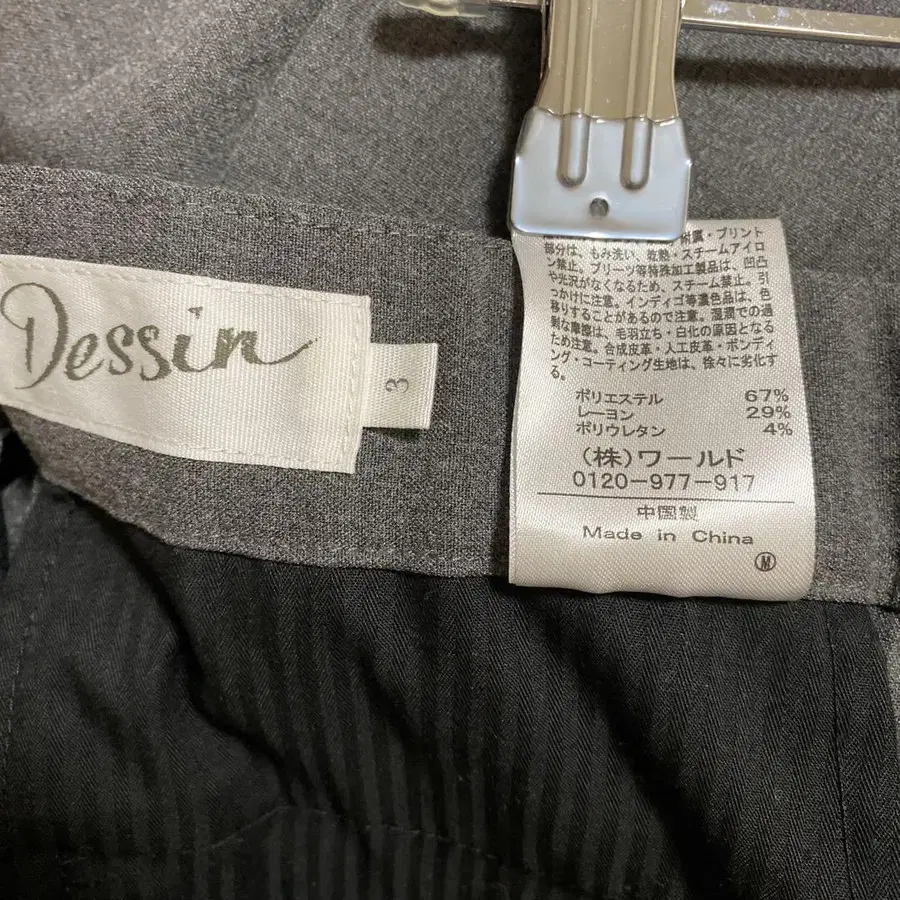 Dessin
3
附属・プリント
部分は、もみ洗い、乾熱・スチームアイロ
ン禁止。プリーツ等特殊加工製品は、凹凸
や光沢がなくなるため、スチーム禁止。引
っかけに注意。インディゴ等濃色品は、色
移りすることがあるので注意。湿潤での過
剰な摩擦は、毛羽立ち・白化の原因となる
ため注意。合成皮革・人工皮革・ボンディ
ング・コーティング生地は、徐々に劣化す
る。
ポリエステル 67%
レーヨン 29%
ポリウレタン 4%
(株)ワールド
0120-977-917
中国製
Made in China
M